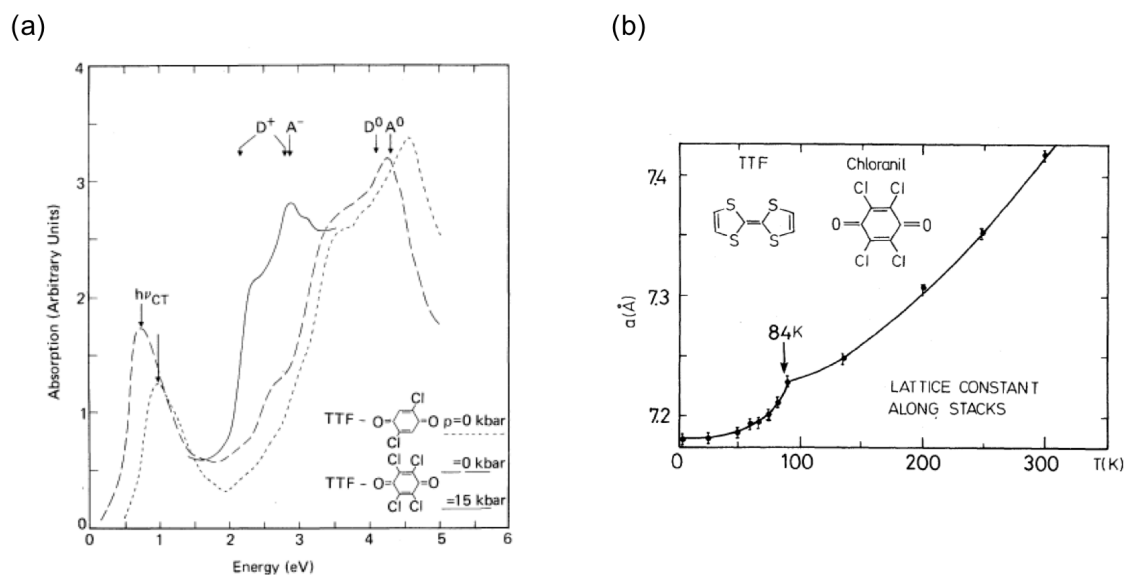 (a)
(b)
4
3
2
1
0
Absorption (Arbitrary Units)
D+ A−
D0 A0
hνCT
Cl
TTF – O= =O p=0 kbar
Cl
Cl Cl =0 kbar
TTF – O= =O
Cl Cl =15 kbar
0 1 2 3 4 5 6
Energy (eV)
TTF
Chloranil
S S
S S
Cl Cl
O O
Cl Cl
7.4
7.3
7.2
a(Å)
84K
LATTICE CONSTANT
ALONG STACKS
0 100 200 300 T(K)